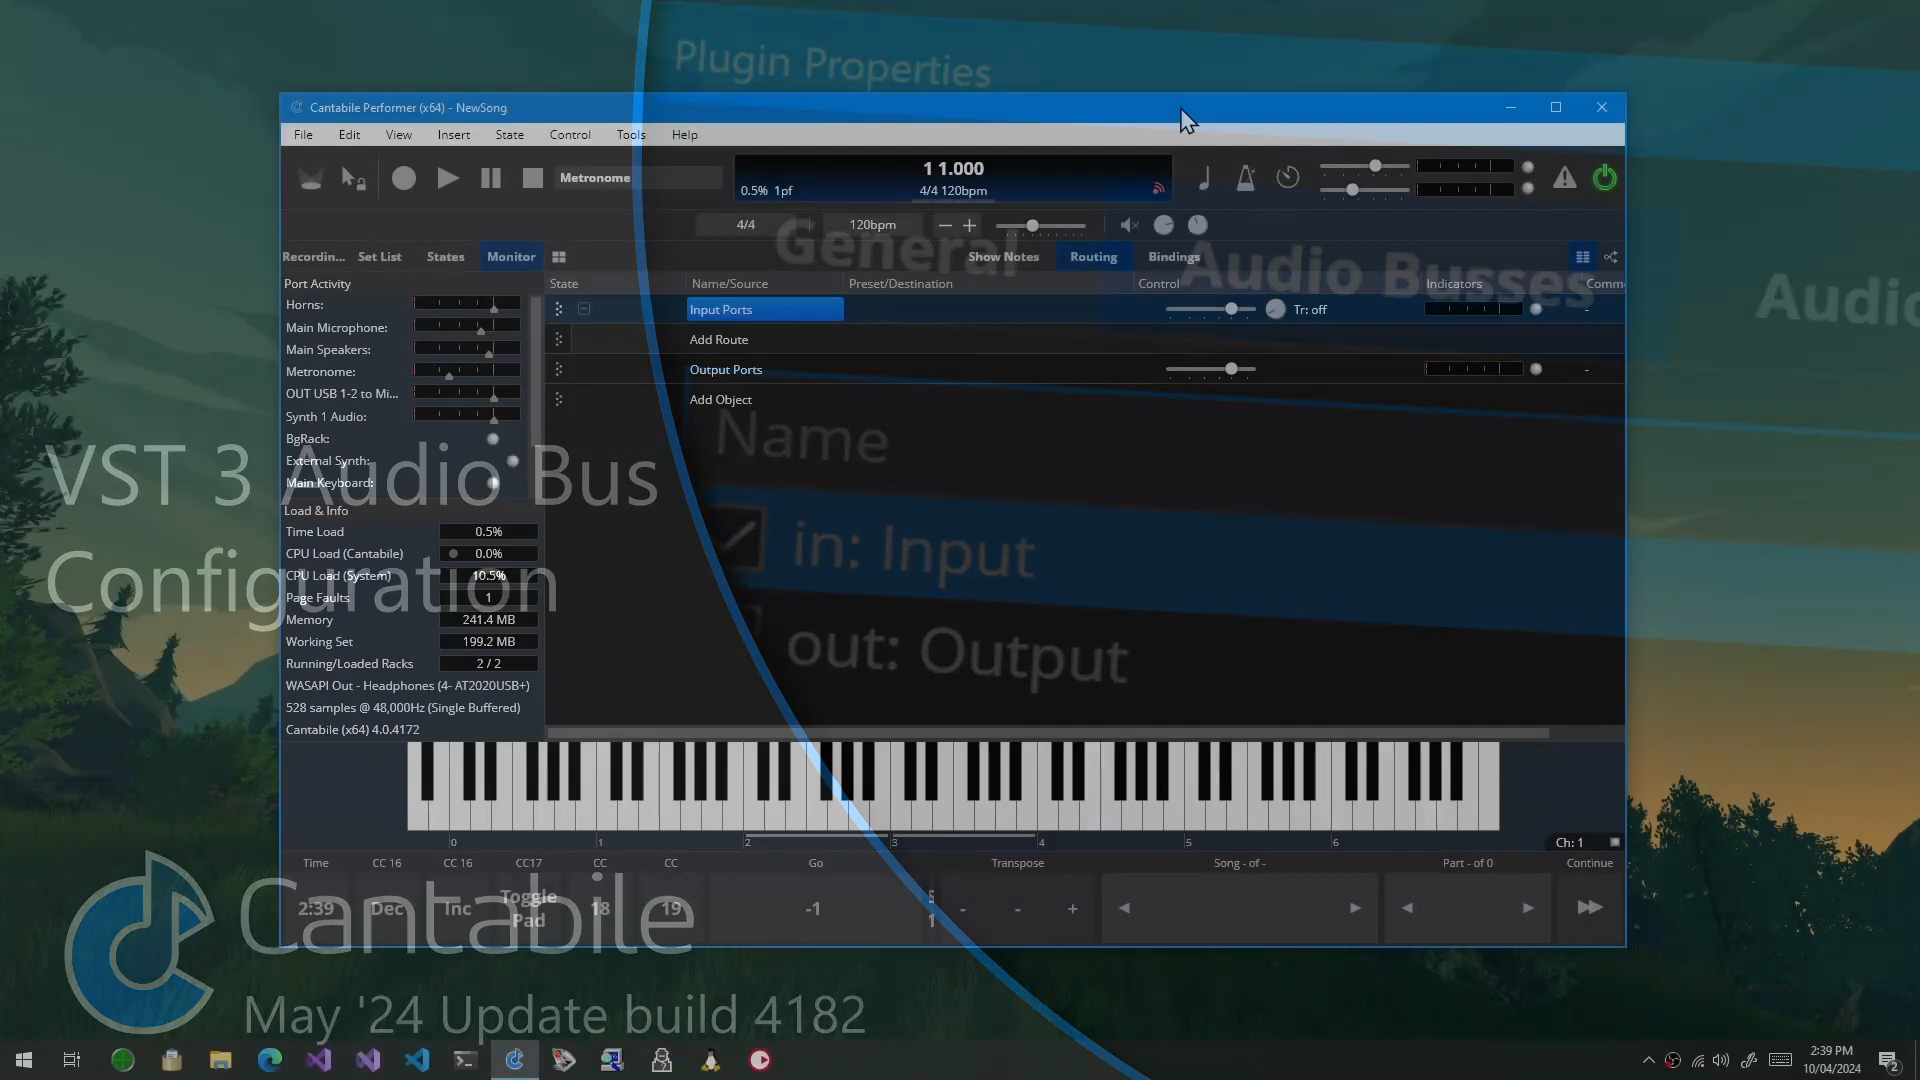 Plugin Properties
Cantabile Performer (x64) - NewSong
File Edit View Insert State Control Tools Help
Metronome
1 1.000
0.5% 1pf
4/4 120bpm
4/4 120bpm
General
Audio Busses
Audio
Recordin... Set List States Monitor
Show Notes Routing Bindings
Port Activity
State Name/Source Preset/Destination Control Indicators Comme
Horns:
Input Ports
Tr: off
-
Main Microphone:
Add Route
Main Speakers:
Metronome:
Output Ports
-
OUT USB 1-2 to Mi...
Add Object
Synth 1 Audio:
BgRack:
External Synth:
Main Keyboard:
Name
VST 3 Audio Bus
Configuration
in: Input
out: Output
Load & Info
Time Load 0.5%
CPU Load (Cantabile) 0.0%
CPU Load (System) 10.5%
Page Faults 1
Memory 241.4 MB
Working Set 199.2 MB
Running/Loaded Racks 2 / 2
WASAPI Out - Headphones (4- AT2020USB+)
528 samples @ 48,000Hz (Single Buffered)
Cantabile (x64) 4.0.4172
0 1 2 3 4 5 6
Ch: 1
Time CC 16 CC 16 CC17 CC CC Go Transpose Song - of - Part - of 0 Continue
2:39 Dec Inc Toggle Pad 18 19 -1 - - +
Cantabile
May '24 Update build 4182
2:39 PM
10/04/2024
2